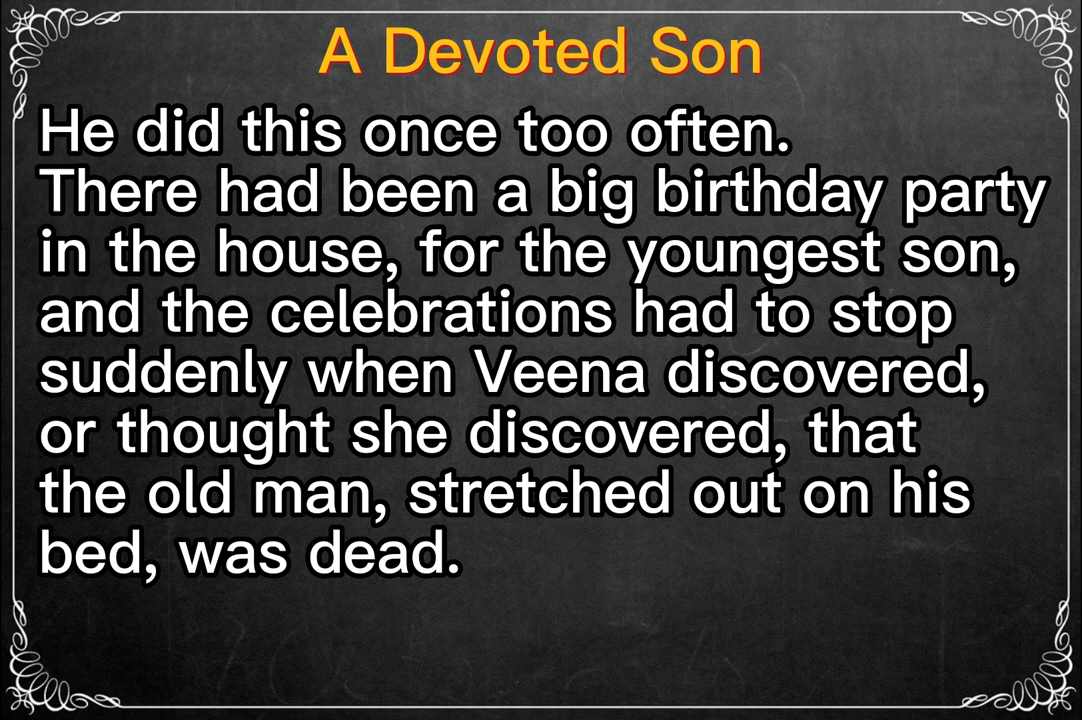 A Devoted Son
He did this once too often.
There had been a big birthday party
in the house, for the youngest son,
and the celebrations had to stop
suddenly when Veena discovered,
or thought she discovered, that
the old man, stretched out on his
bed, was dead.